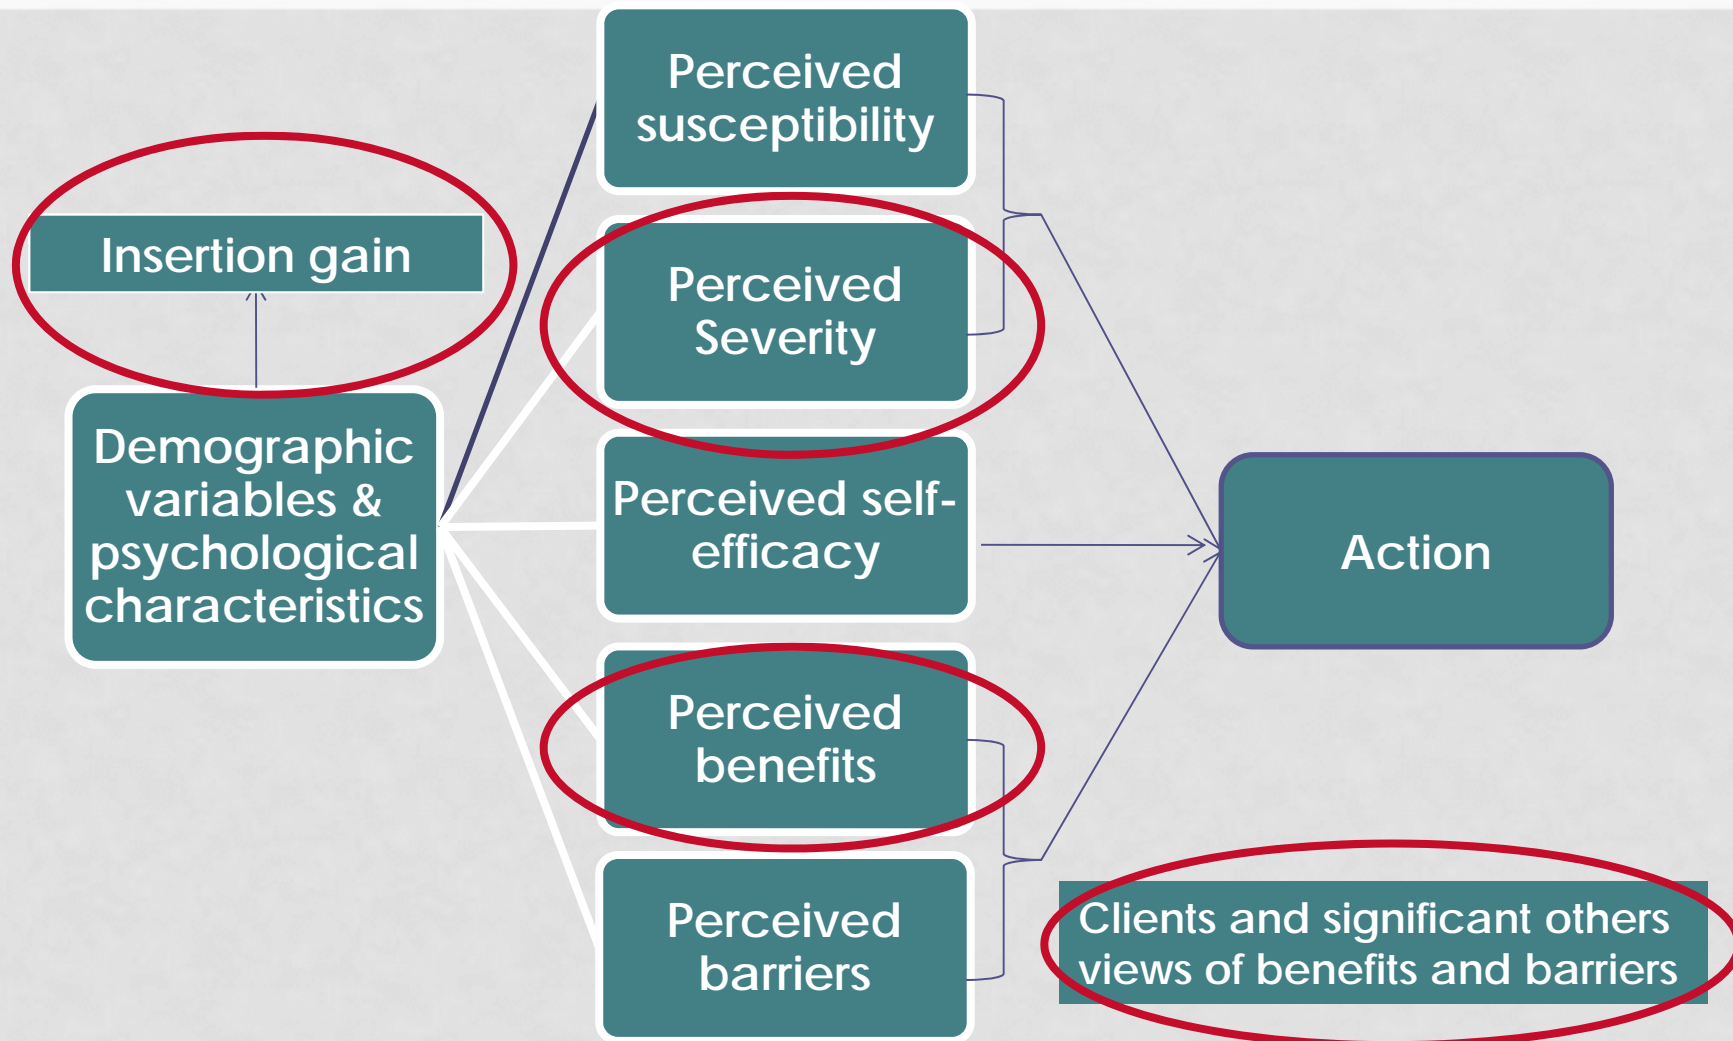 Perceived
susceptibility
Insertion gain
Perceived
Severity
Demographic
variables &
psychological
characteristics
Perceived self-
efficacy
Action
Perceived
benefits
Perceived
barriers
Clients and significant others
views of benefits and barriers